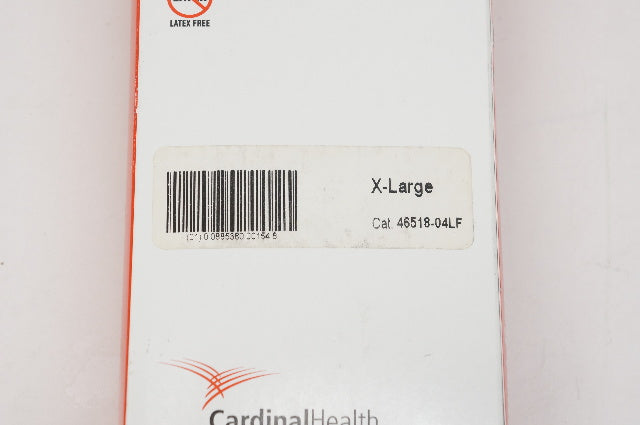 LATEX FREE
X-Large
Cat. 46518-04LF
CardinalHealth